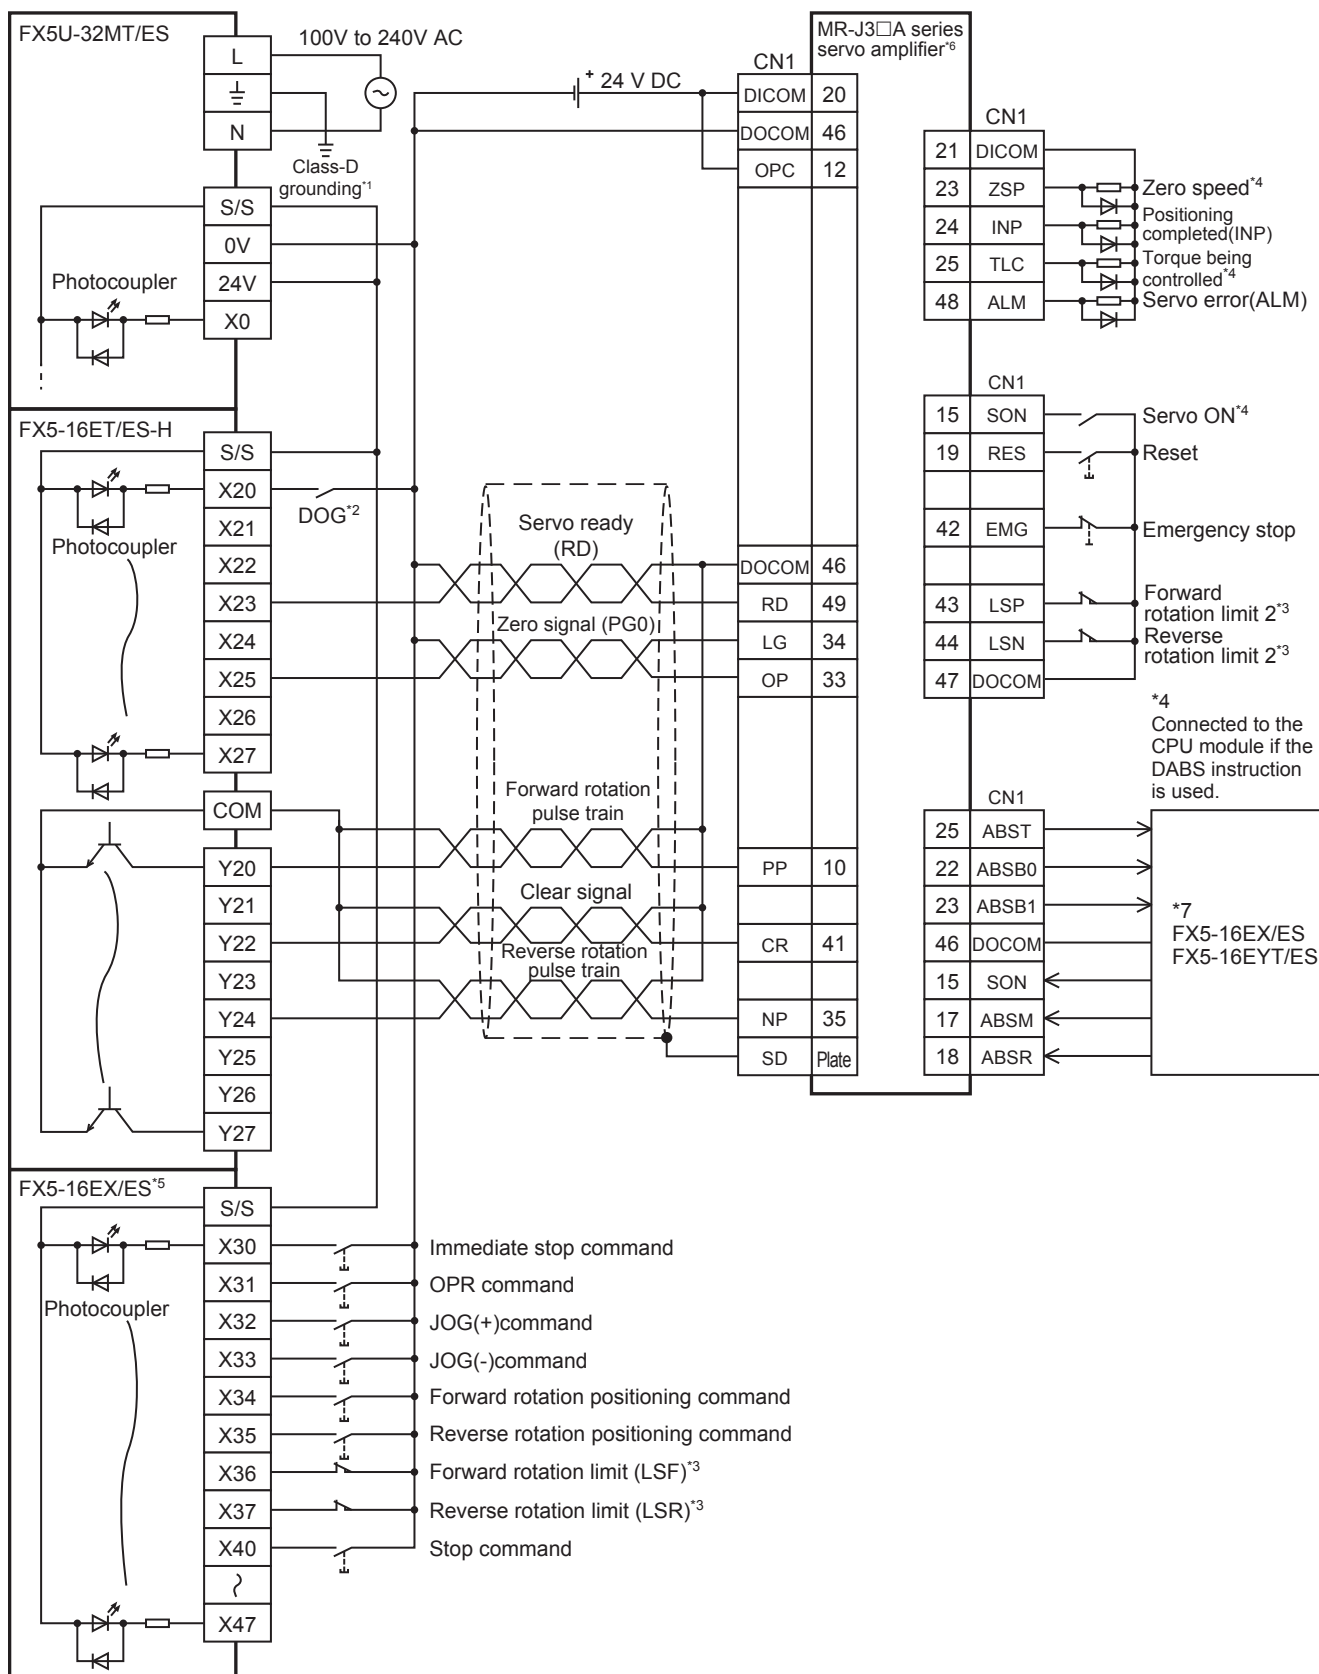 FX5U-32MT/ES
L
N
100V to 240V AC
Class-D
grounding*1
S/S
0V
24V
X0
Photocoupler
FX5-16ET/ES-H
S/S
X20
X21
X22
X23
X24
X25
X26
X27
COM
Y20
Y21
Y22
Y23
Y24
Y25
Y26
Y27
Photocoupler
DOG*2
FX5-16EX/ES*5
S/S
X30
X31
X32
X33
X34
X35
X36
X37
X40
X47
Photocoupler
Immediate stop command
OPR command
JOG(+)command
JOG(-)command
Forward rotation positioning command
Reverse rotation positioning command
Forward rotation limit (LSF)*3
Reverse rotation limit (LSR)*3
Stop command
+ 24 V DC
Servo ready
(RD)
Zero signal (PG0)
Forward rotation
pulse train
Clear signal
Reverse rotation
pulse train
MR-J3□A series
servo amplifier*6
CN1
DICOM 20
DOCOM 46
OPC 12
DOCOM 46
RD 49
LG 34
OP 33
PP 10
CR 41
NP 35
SD Plate
CN1
21 DICOM
23 ZSP Zero speed*4
24 INP Positioning
completed(INP)
25 TLC Torque being
controlled*4
48 ALM Servo error(ALM)
CN1
15 SON Servo ON*4
19 RES Reset
42 EMG Emergency stop
43 LSP Forward
rotation limit 2*3
44 LSN Reverse
rotation limit 2*3
47 DOCOM
*4
Connected to the
CPU module if the
DABS instruction
is used.
CN1
25 ABST
22 ABSB0
23 ABSB1
46 DOCOM
15 SON
17 ABSM
18 ABSR
*7
FX5-16EX/ES
FX5-16EYT/ES